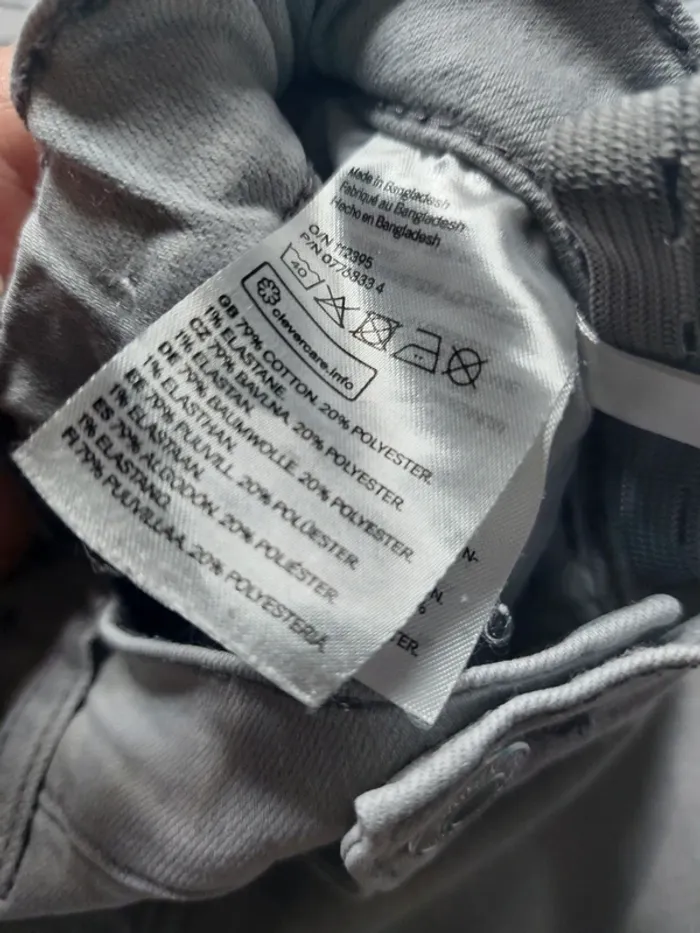 Made in Bangladesh
Fabriqué au Bangladesh
Hecho en Bangladesh
O/N 112395
P/N 0776833 4
40
clevercare.info
GB 79% COTTON. 20% POLYESTER.
1% ELASTANE.
CZ 79% BAVLNA. 20% POLYESTER.
1% ELASTAN.
DE 79% BAUMWOLLE. 20% POLYESTER.
1% ELASTHAN.
EE 79% PUUVILL. 20% POLÜESTER.
1% ELASTAAN.
ES 79% ALGODÓN. 20% POLIÉSTER.
1% ELASTANO.
FI 79% PUUVILLAA. 20% POLYESTERIÄ.
N-
N.
TER.